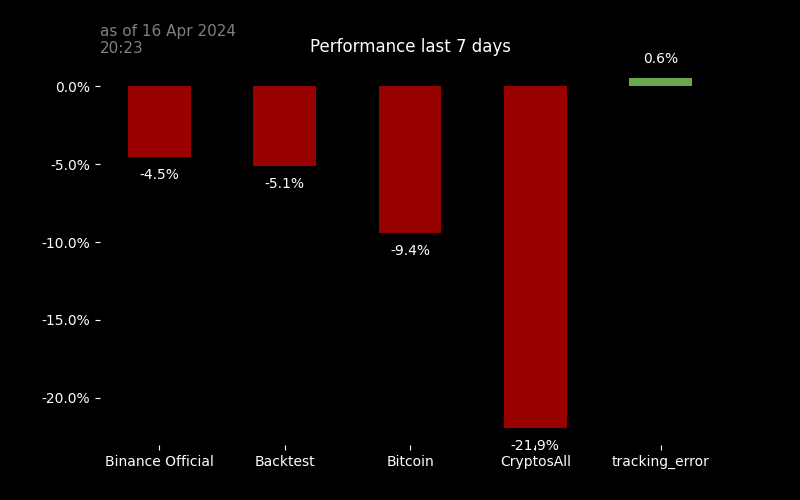 as of 16 Apr 2024
20:23
Performance last 7 days
0.6%
0.0%
-5.0%
-10.0%
-15.0%
-20.0%
-4.5%
-5.1%
-9.4%
-21.9%
Binance Official
Backtest
Bitcoin
CryptosAll
tracking_error